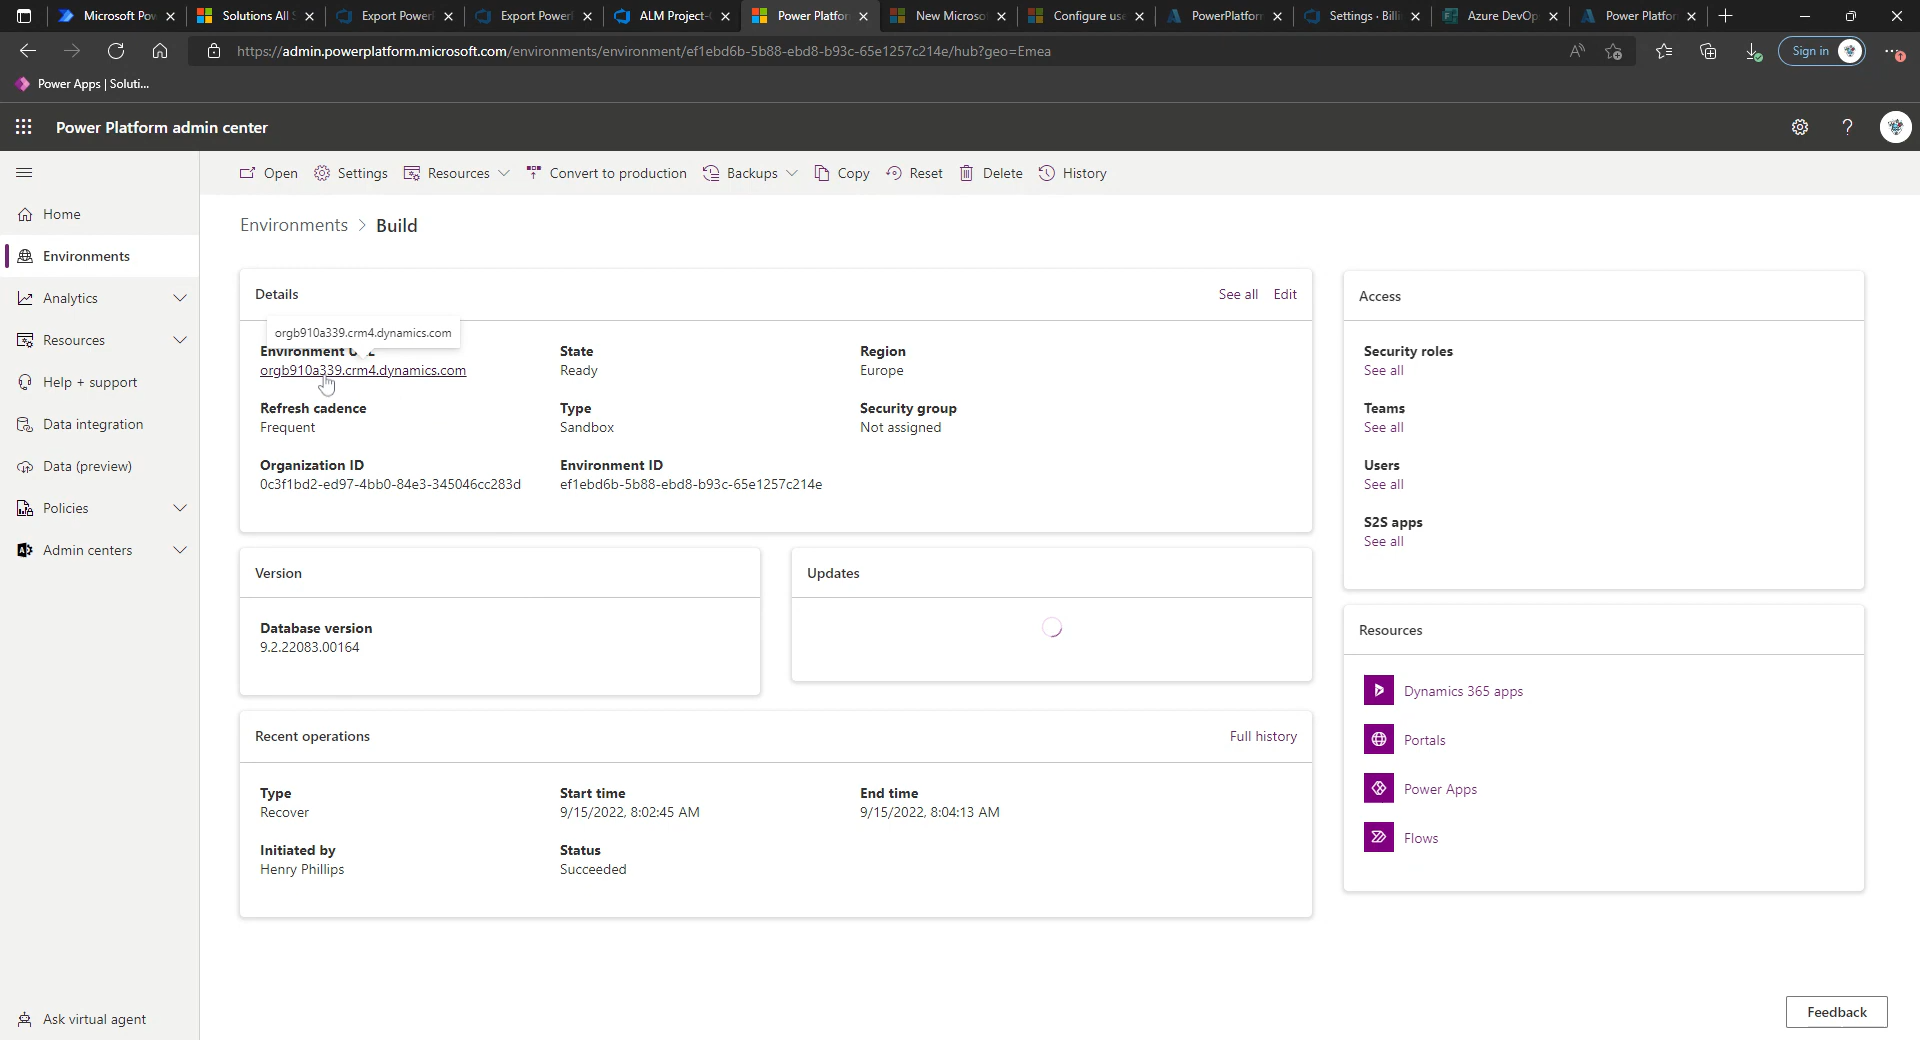 Microsoft Po
Solutions All
Export Power
Export Power
ALM Project-
Power Platfor
New Microso
Configure us
PowerPlatform
Settings · Billi
Azure DevOp
Power Platfor
https://admin.powerplatform.microsoft.com/environments/environment/ef1ebd6b-5b88-ebd8-b93c-65e1257c214e/hub?geo=Emea
Sign in
Power Apps | Soluti...
Power Platform admin center
Open
Settings
Resources
Convert to production
Backups
Copy
Reset
Delete
History
Home
Environments
Analytics
Resources
Help + support
Data integration
Data (preview)
Policies
Admin centers
Ask virtual agent
Environments > Build
Details
See all
Edit
orgb910a339.crm4.dynamics.com
Environment
orgb910a339.crm4.dynamics.com
State
Ready
Region
Europe
Refresh cadence
Frequent
Type
Sandbox
Security group
Not assigned
Organization ID
0c3f1bd2-ed97-4bb0-84e3-345046cc283d
Environment ID
ef1ebd6b-5b88-ebd8-b93c-65e1257c214e
Version
Database version
9.2.22083.00164
Updates
Recent operations
Full history
Type
Recover
Start time
9/15/2022, 8:02:45 AM
End time
9/15/2022, 8:04:13 AM
Initiated by
Henry Phillips
Status
Succeeded
Access
Security roles
See all
Teams
See all
Users
See all
S2S apps
See all
Resources
Dynamics 365 apps
Portals
Power Apps
Flows
Feedback